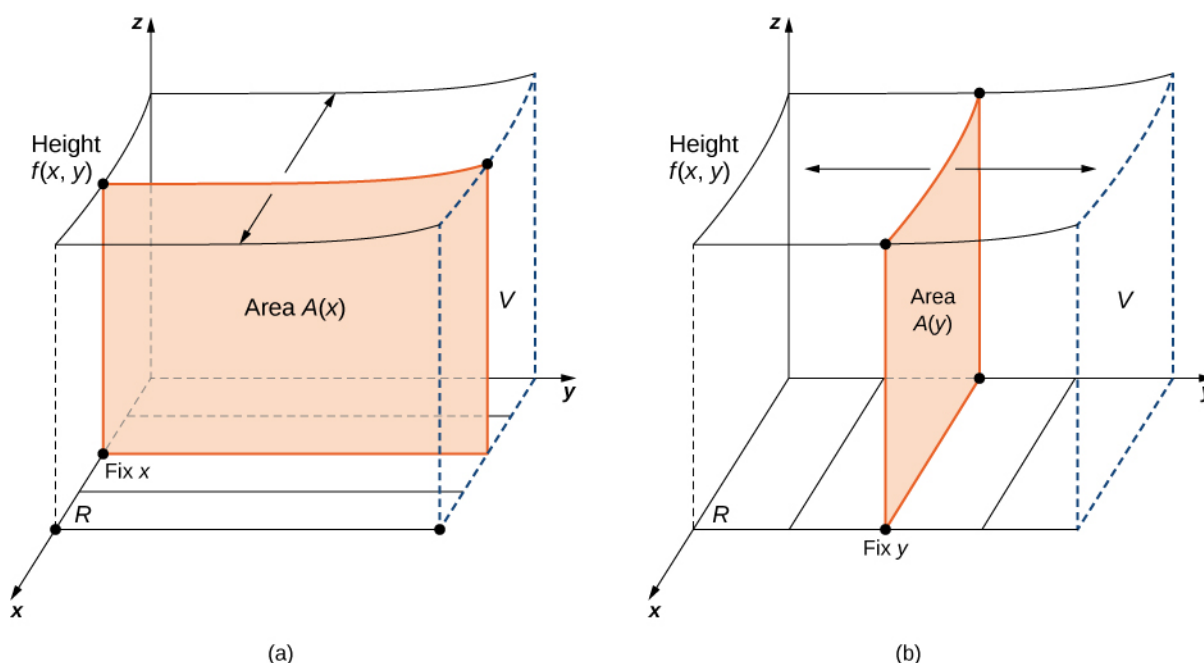 z
Height
f(x, y)
Area A(x)
V
y
Fix x
R
x
(a)
z
Height
f(x, y)
Area
A(y)
V
y
R
Fix y
x
(b)